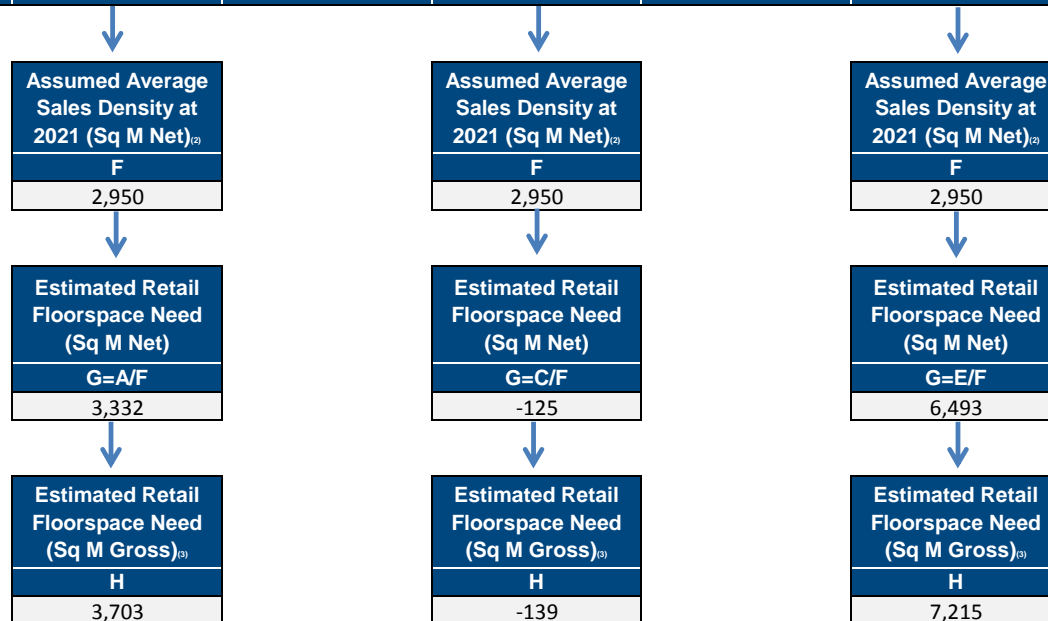 Assumed Average
Sales Density at
2021 (Sq M Net)(2)
F
2,950
Assumed Average
Sales Density at
2021 (Sq M Net)(2)
F
2,950
Assumed Average
Sales Density at
2021 (Sq M Net)(2)
F
2,950
Estimated Retail
Floorspace Need
(Sq M Net)
G=A/F
3,332
Estimated Retail
Floorspace Need
(Sq M Net)
G=C/F
-125
Estimated Retail
Floorspace Need
(Sq M Net)
G=E/F
6,493
Estimated Retail
Floorspace Need
(Sq M Gross)(3)
H
3,703
Estimated Retail
Floorspace Need
(Sq M Gross)(3)
H
-139
Estimated Retail
Floorspace Need
(Sq M Gross)(3)
H
7,215